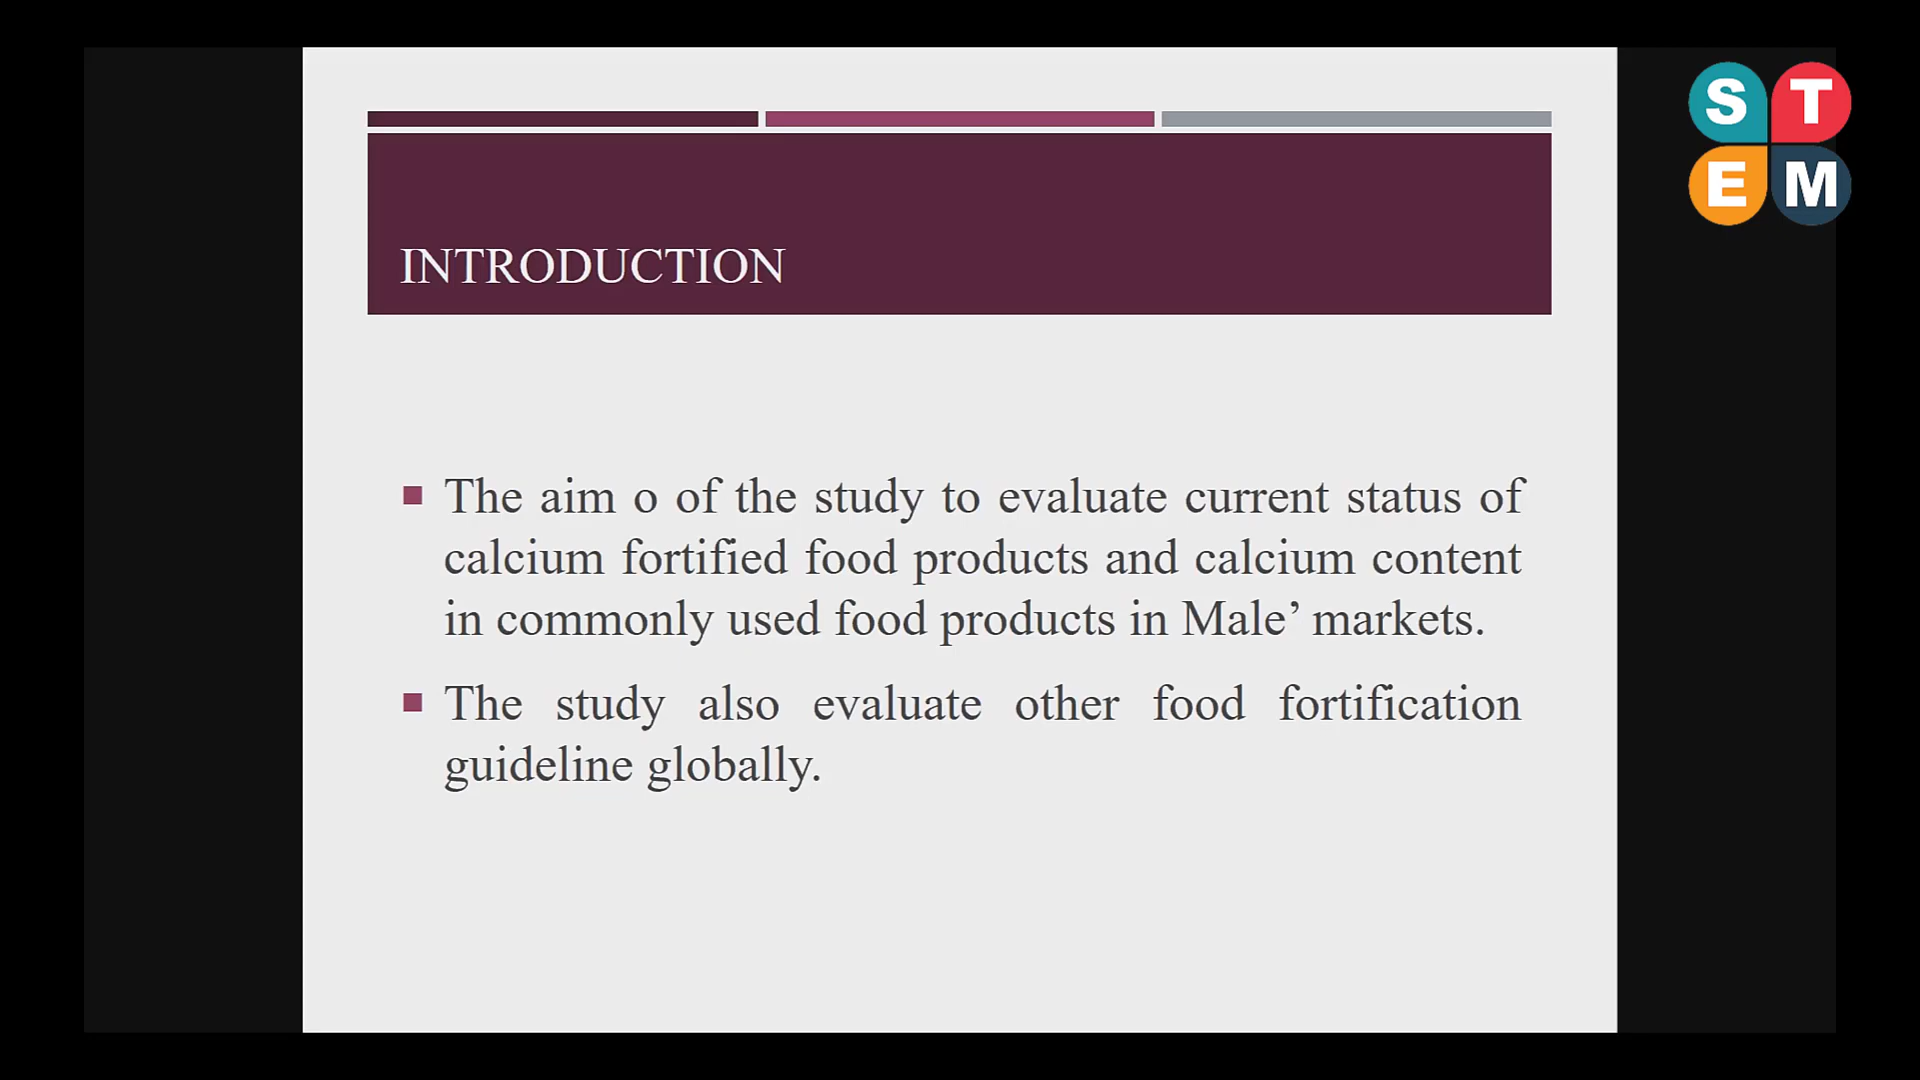 S T
E M
INTRODUCTION
The aim o of the study to evaluate current status of
calcium fortified food products and calcium content
in commonly used food products in Male’ markets.
The study also evaluate other food fortification
guideline globally.